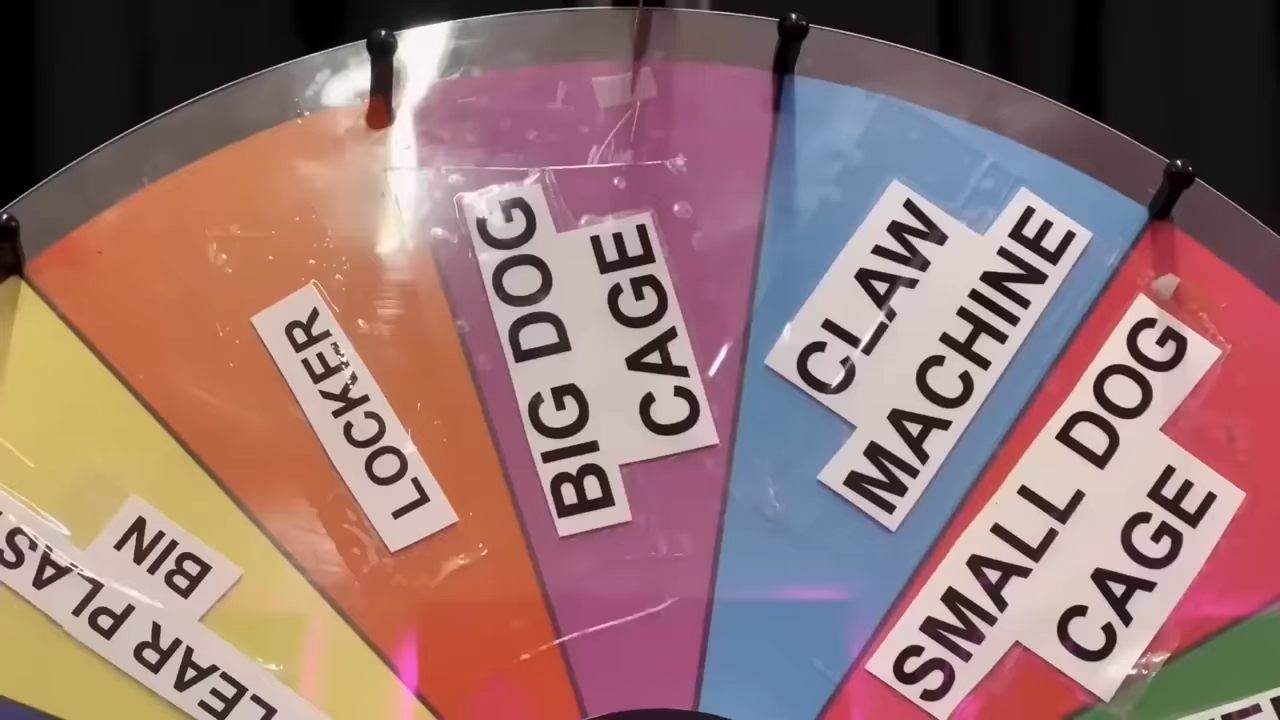 BIN
LOCKER
BIG DOG
CAGE
CLAW
MACHINE
SMALL DOG
CAGE